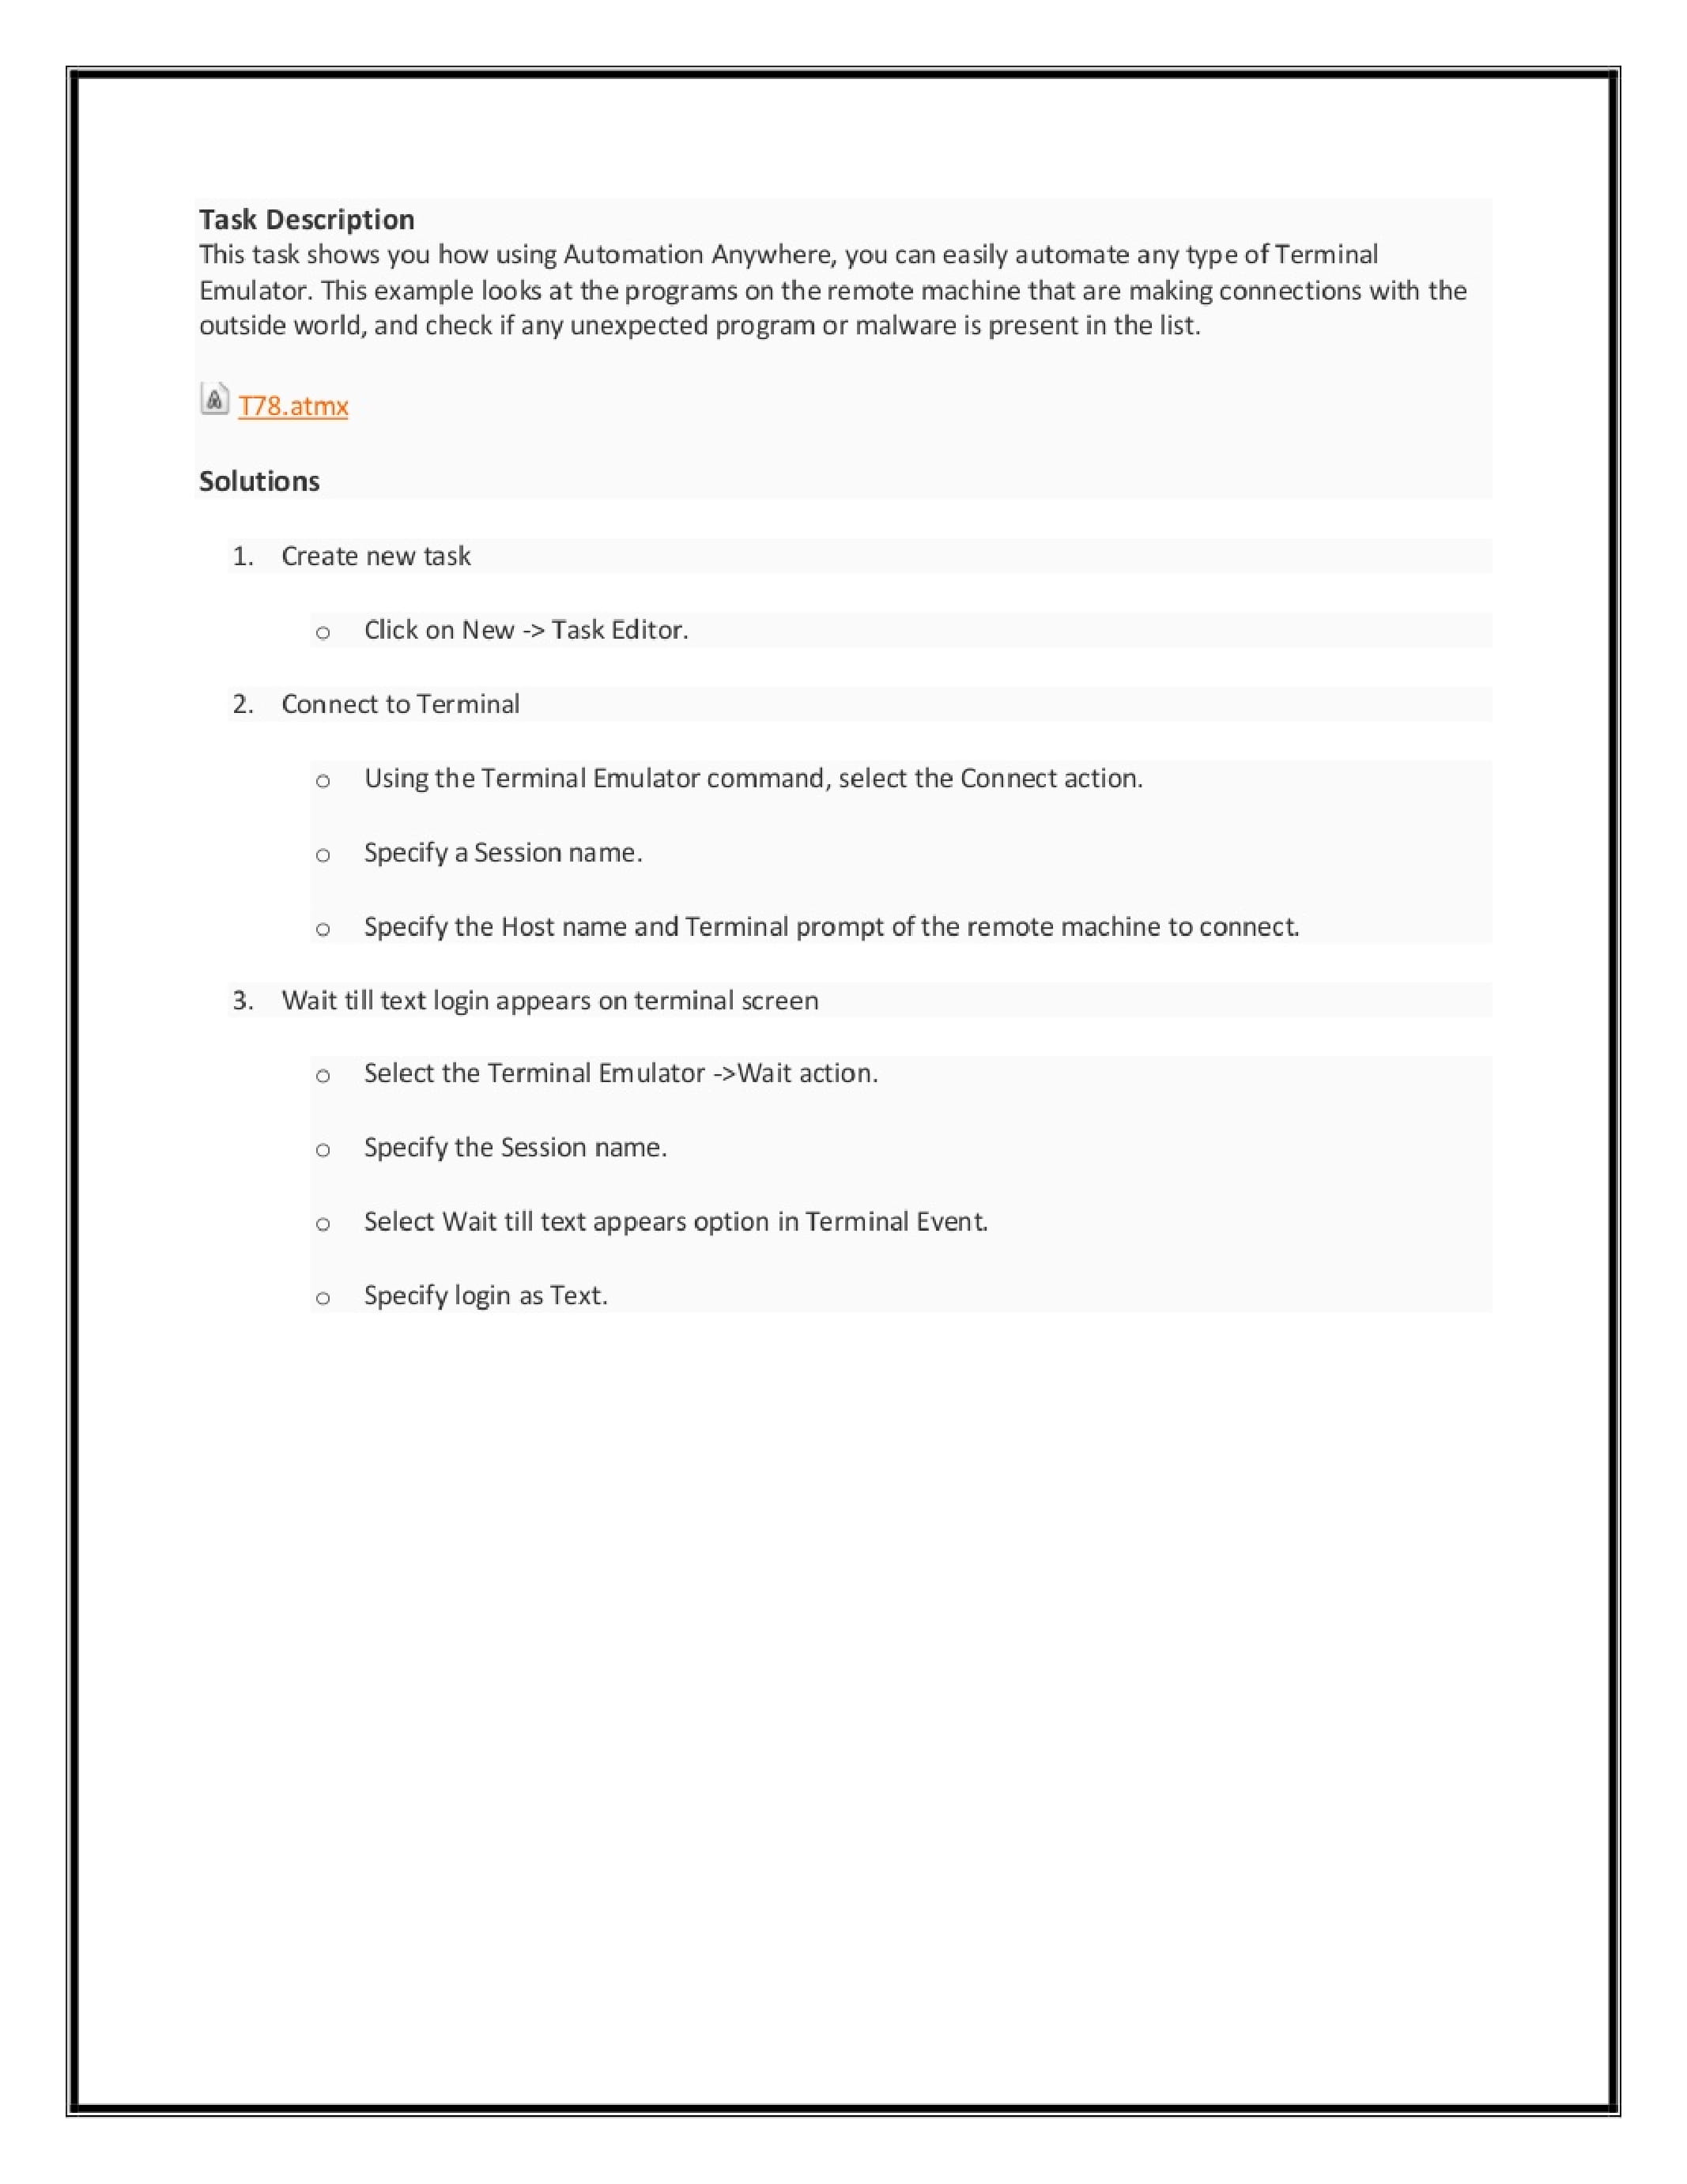 Task Description
This task shows you how using Automation Anywhere, you can easily automate any type of Terminal
Emulator. This example looks at the programs on the remote machine that are making connections with the
outside world, and check if any unexpected program or malware is present in the list.
T78.atmx
Solutions
1. Create new task
o Click on New -> Task Editor.
2. Connect to Terminal
o Using the Terminal Emulator command, select the Connect action.
o Specify a Session name.
o Specify the Host name and Terminal prompt of the remote machine to connect.
3. Wait till text login appears on terminal screen
o Select the Terminal Emulator ->Wait action.
o Specify the Session name.
o Select Wait till text appears option in Terminal Event.
o Specify login as Text.